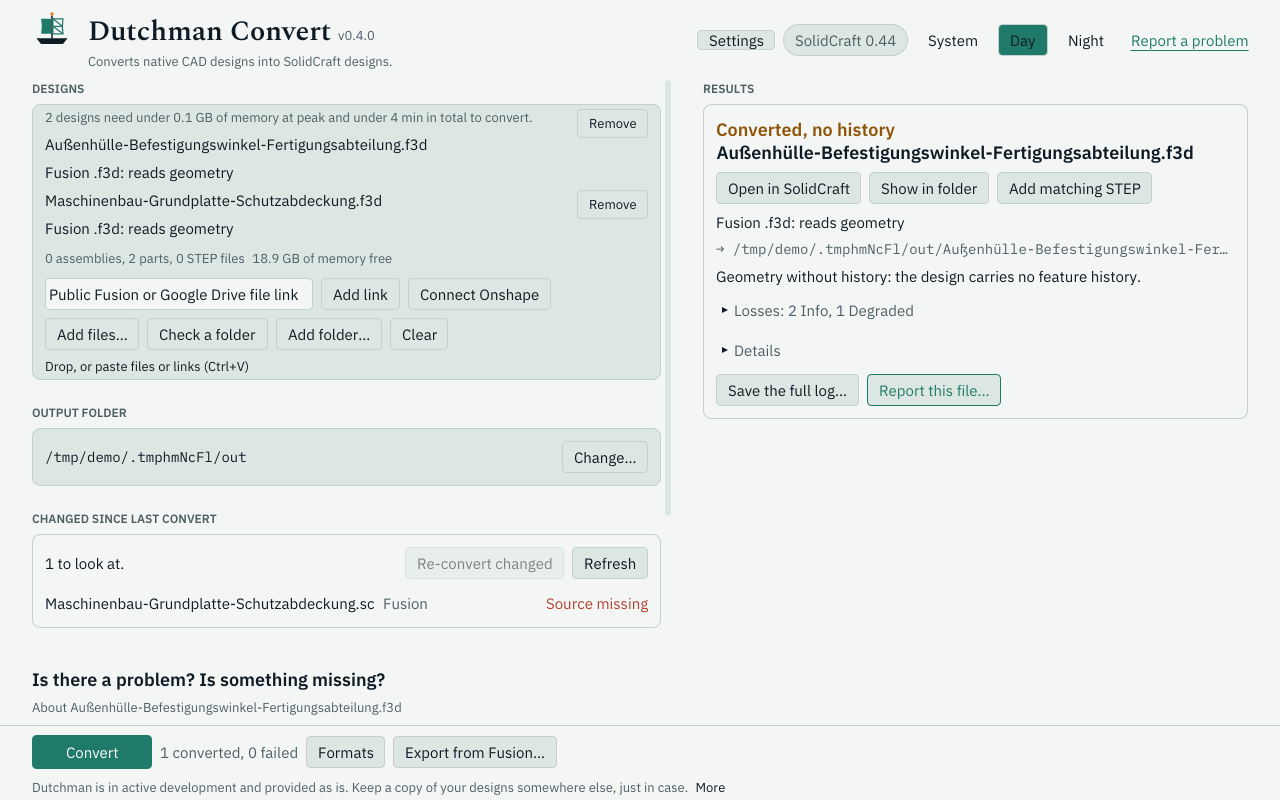 Dutchman Convert v0.4.0
Converts native CAD designs into SolidCraft designs.
Settings SolidCraft 0.44 System Day Night Report a problem
DESIGNS
2 designs need under 0.1 GB of memory at peak and under 4 min in total to convert.
Remove
Außenhülle-Befestigungswinkel-Fertigungsabteilung.f3d
Fusion .f3d: reads geometry
Maschinenbau-Grundplatte-Schutzabdeckung.f3d
Remove
Fusion .f3d: reads geometry
0 assemblies, 2 parts, 0 STEP files 18.9 GB of memory free
Public Fusion or Google Drive file link Add link Connect Onshape
Add files... Check a folder Add folder... Clear
Drop, or paste files or links (Ctrl+V)
OUTPUT FOLDER
/tmp/demo/.tmphmNcFl/out Change...
CHANGED SINCE LAST CONVERT
1 to look at. Re-convert changed Refresh
Maschinenbau-Grundplatte-Schutzabdeckung.sc Fusion Source missing
Is there a problem? Is something missing?
About Außenhülle-Befestigungswinkel-Fertigungsabteilung.f3d
RESULTS
Converted, no history
Außenhülle-Befestigungswinkel-Fertigungsabteilung.f3d
Open in SolidCraft Show in folder Add matching STEP
Fusion .f3d: reads geometry
→ /tmp/demo/.tmphmNcFl/out/Außenhülle-Befestigungswinkel-Fer…
Geometry without history: the design carries no feature history.
▸ Losses: 2 Info, 1 Degraded
▸ Details
Save the full log... Report this file...
Convert 1 converted, 0 failed Formats Export from Fusion...
Dutchman is in active development and provided as is. Keep a copy of your designs somewhere else, just in case. More